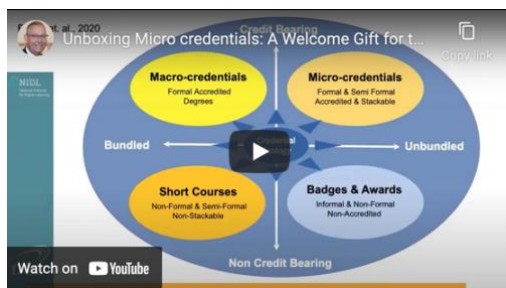 t. al., 2020
Credit Bearing
Unboxing Micro credentials: A Welcome Gift for t...
Copy link
NIDL
Macro-credentials
Formal Accredited
Degrees
Micro-credentials
Formal & Semi Formal
Accredited & Stackable
Bundled
Unbundled
Short Courses
Non-Formal & Semi-Formal
Non-Stackable
Badges & Awards
Informal & Non-Formal
Non-Accredited
Non Credit Bearing
Watch on YouTube